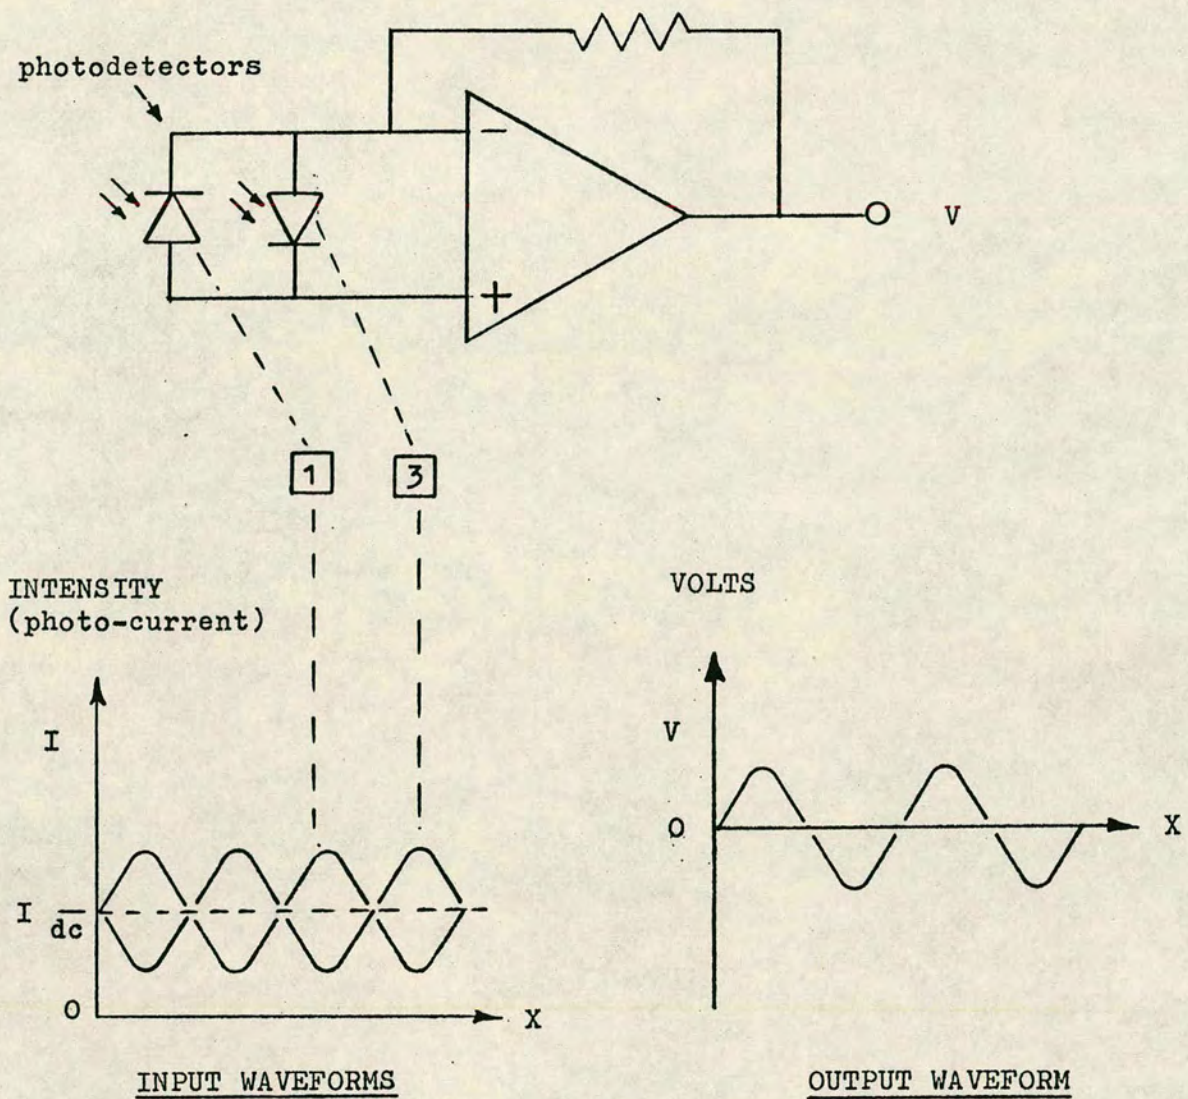 photodetectors
−
+
V
1 3
INTENSITY
(photo-current)
VOLTS
I
V
I dc
O
X
O
X
INPUT WAVEFORMS
OUTPUT WAVEFORM